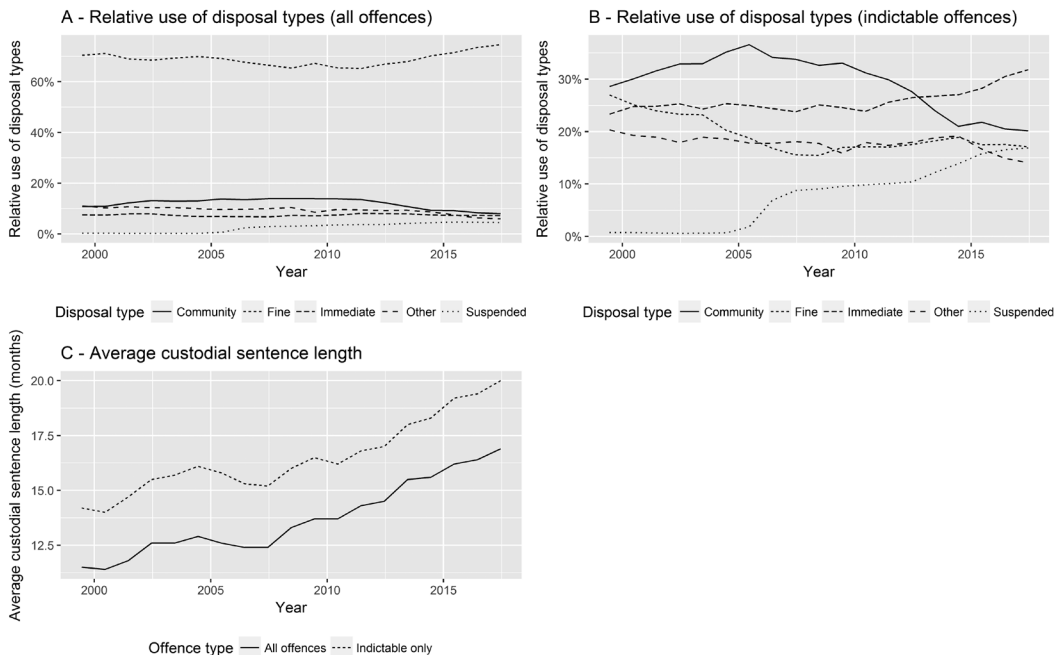 A - Relative use of disposal types (all offences)
Relative use of disposal types
60%
40%
20%
0%
2000 2005 2010 2015
Year
Disposal type Community Fine Immediate Other Suspended
B - Relative use of disposal types (indictable offences)
Relative use of disposal types
30%
20%
10%
0%
2000 2005 2010 2015
Year
Disposal type Community Fine Immediate Other Suspended
C - Average custodial sentence length
Average custodial sentence length (months)
20.0
17.5
15.0
12.5
2000 2005 2010 2015
Year
Offence type All offences Indictable only